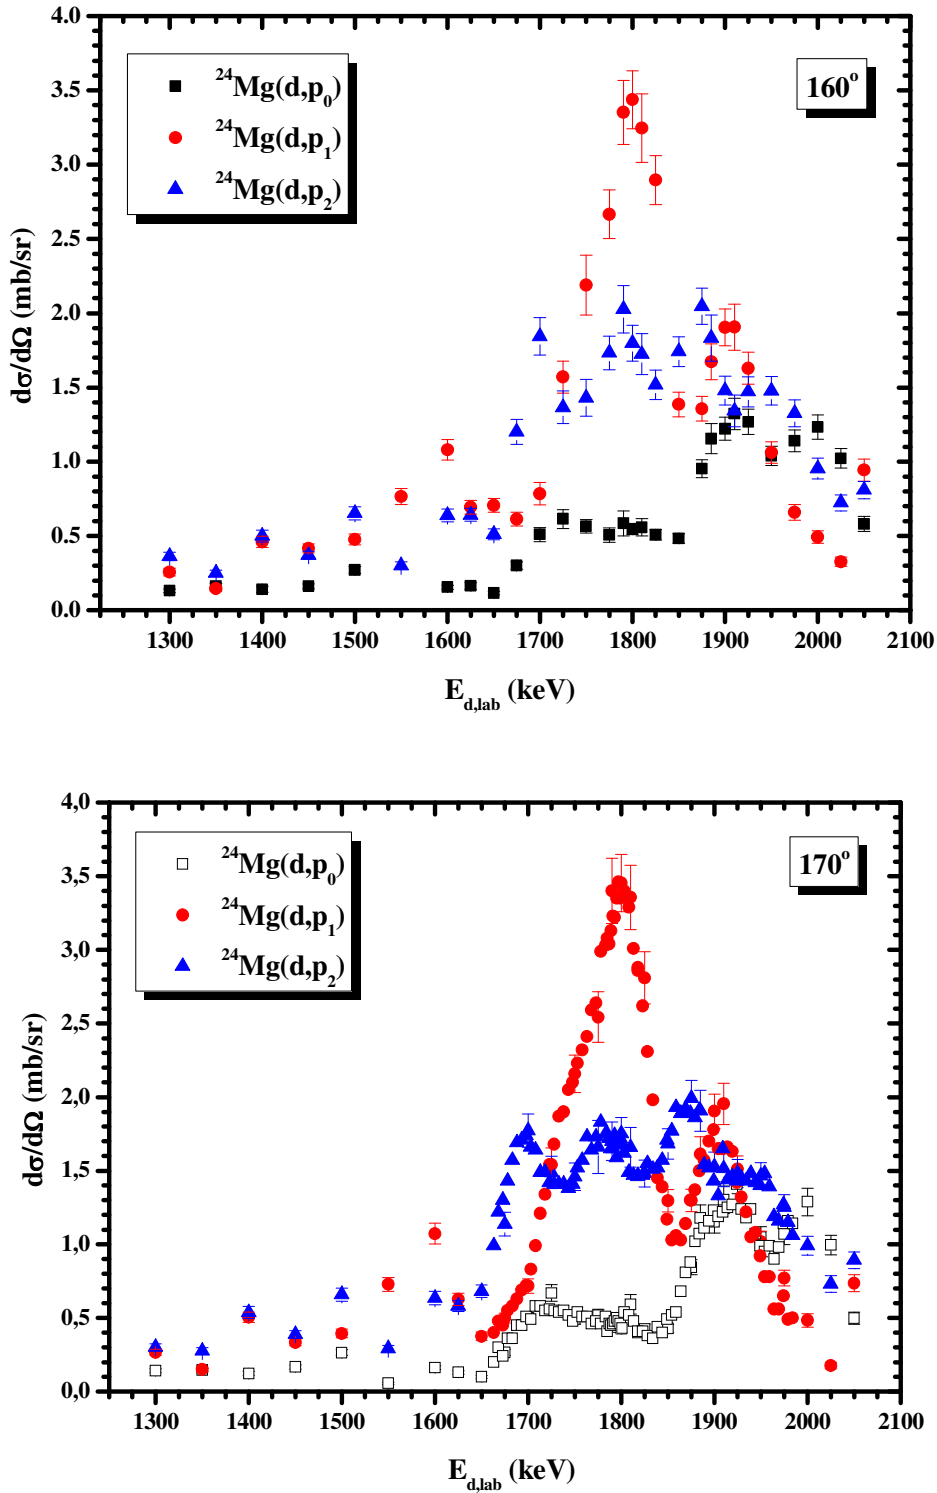 4.0
3.5
3.0
2.5
2.0
1.5
1.0
0.5
0.0
dσ/dΩ (mb/sr)
²⁴Mg(d,p₀)
²⁴Mg(d,p₁)
²⁴Mg(d,p₂)
160°
1300 1400 1500 1600 1700 1800 1900 2000 2100
E_d,lab (keV)
4,0
3,5
3,0
2,5
2,0
1,5
1,0
0,5
0,0
dσ/dΩ (mb/sr)
²⁴Mg(d,p₀)
²⁴Mg(d,p₁)
²⁴Mg(d,p₂)
170°
1300 1400 1500 1600 1700 1800 1900 2000 2100
E_d,lab (keV)